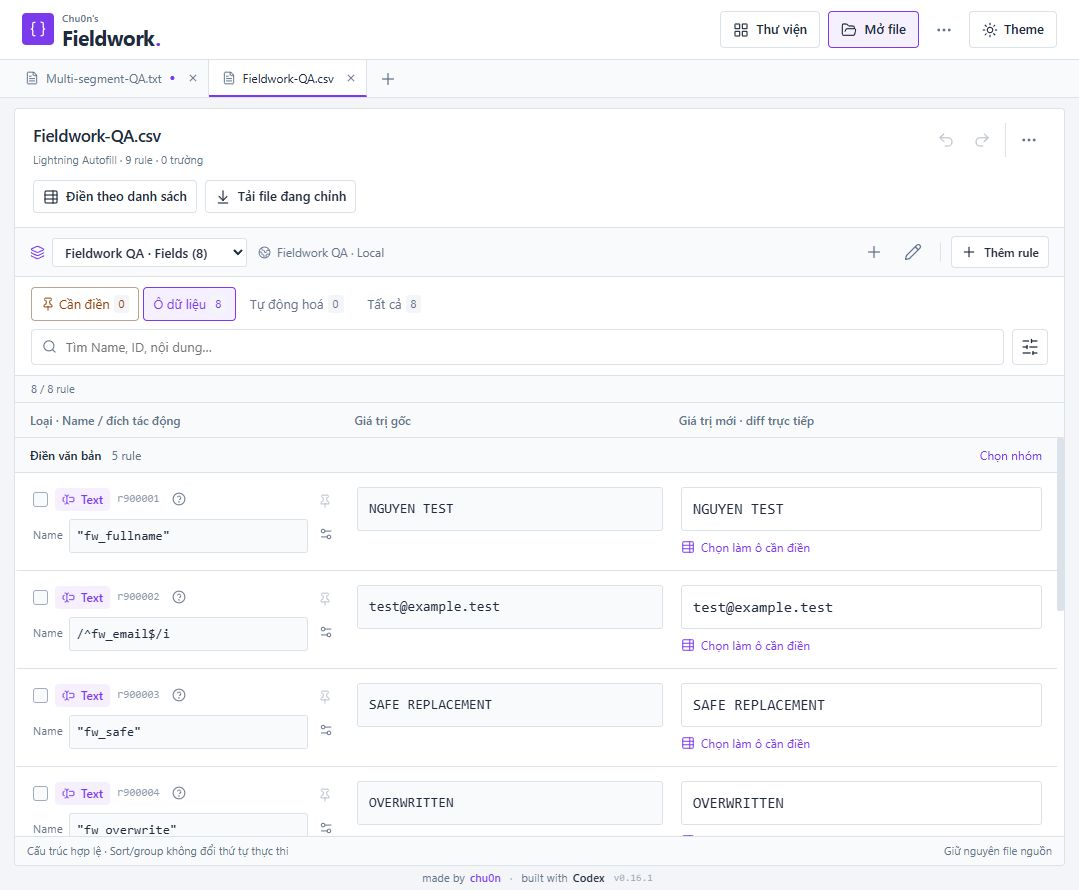 Chu0n's
{ } Fieldwork.
Thư viện
Mở file
Theme
Multi-segment-QA.txt
Fieldwork-QA.csv
Fieldwork-QA.csv
Lightning Autofill · 9 rule · 0 trường
Điền theo danh sách
Tải file đang chỉnh
Fieldwork QA · Fields (8)
Fieldwork QA · Local
Thêm rule
Cần điền 0
Ô dữ liệu 8
Tự động hoá 0
Tất cả 8
Tìm Name, ID, nội dung...
8 / 8 rule
Loại · Name / đích tác động
Giá trị gốc
Giá trị mới · diff trực tiếp
Điền văn bản 5 rule
Chọn nhóm
Text r900001
Name "fw_fullname"
NGUYEN TEST
NGUYEN TEST
Chọn làm ô cần điền
Text r900002
Name /^fw_email$/i
test@example.test
test@example.test
Chọn làm ô cần điền
Text r900003
Name "fw_safe"
SAFE REPLACEMENT
SAFE REPLACEMENT
Chọn làm ô cần điền
Text r900004
Name "fw_overwrite"
OVERWRITTEN
OVERWRITTEN
Cấu trúc hợp lệ · Sort/group không đổi thứ tự thực thi
Giữ nguyên file nguồn
made by chu0n · built with Codex v0.16.1